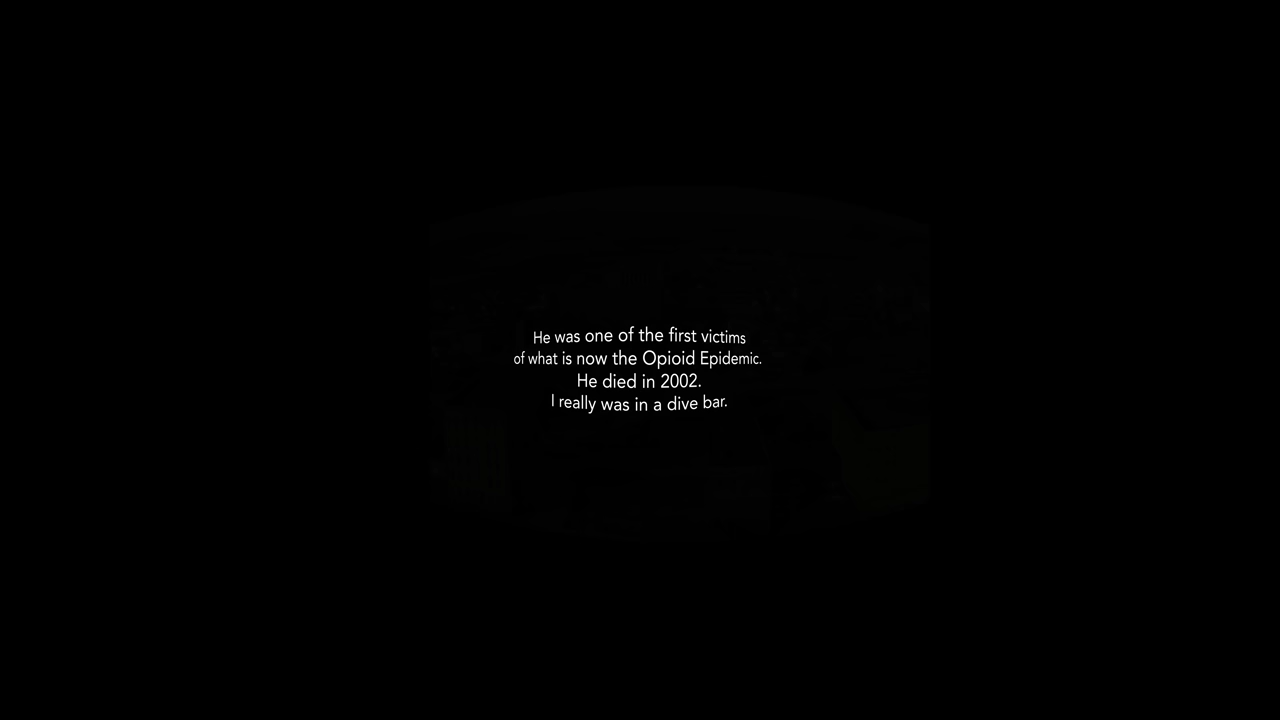 He was one of the first victims
of what is now the Opioid Epidemic.
He died in 2002.
I really was in a dive bar.